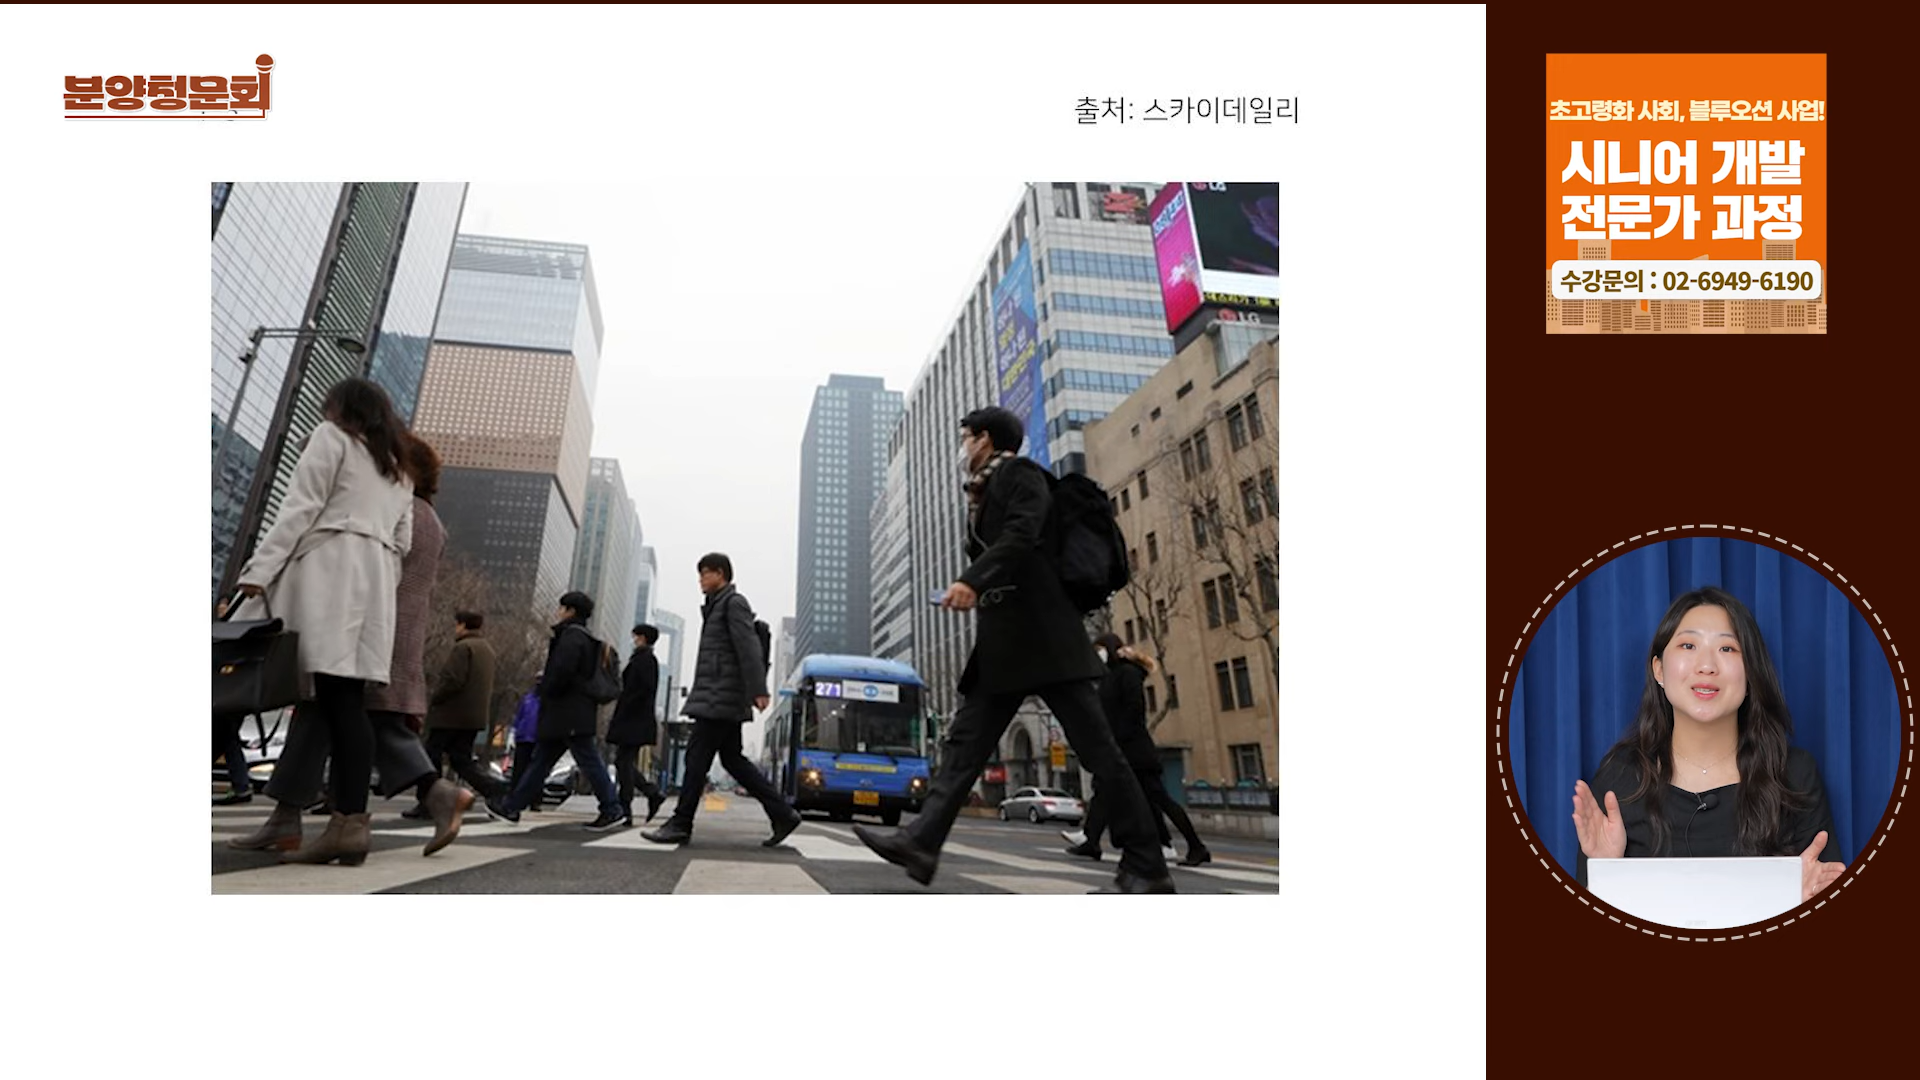 분양청문회
출처: 스카이데일리
초고령화 사회, 블루오션 사업!
시니어 개발
전문가 과정
수강문의 : 02-6949-6190
271
LG
LG